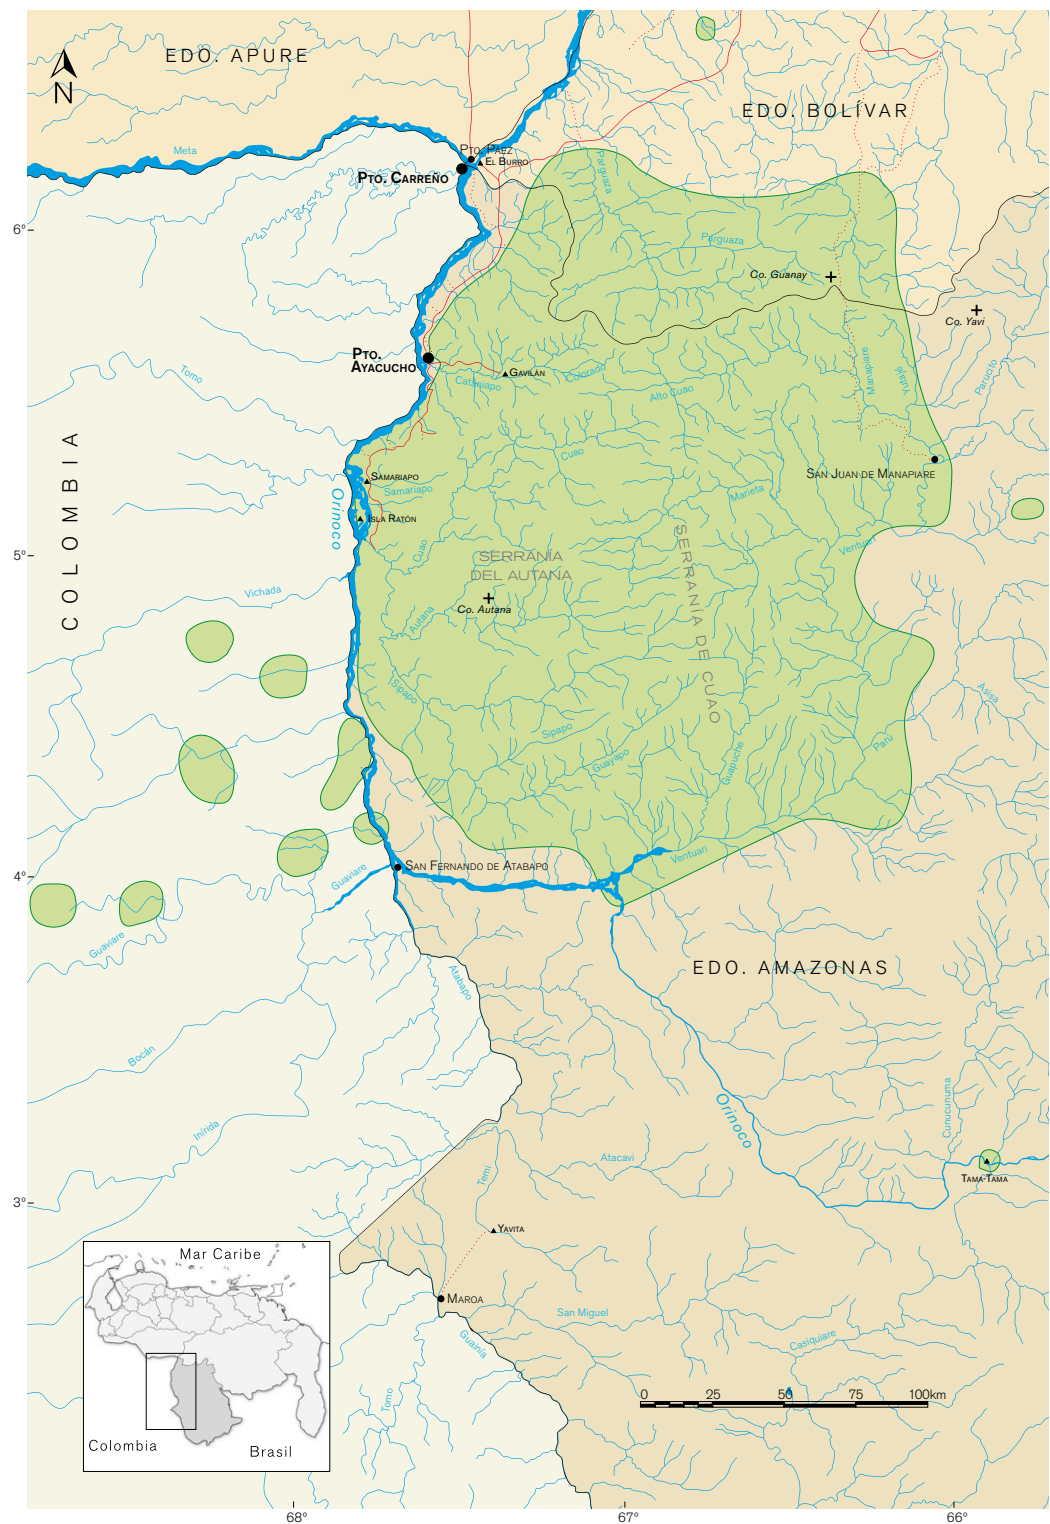 EDO. APURE
N
EDO. BOLÍVAR
Meta
PTO. PÁEZ
EL BURRO
PTO. CARREÑO
Parguaza
6°
Parguaza
Co. Guanay
Co. Yavi
PTO.
AYACUCHO
GAVILÁN
Tomo
Cataniapo
Colorado
Alto Cuao
Manapiare
Yutajé
Parucito
COLOMBIA
Cuao
SAN JUAN DE MANAPIARE
SAMARIAPO
Samariapo
Marieta
Orinoco
ISLA RATÓN
Cuao
Ventuari
5°
SERRANÍA
DEL AUTANA
SERRANÍA DE CUAO
Vichada
Co. Autana
Autana
Sipapo
Asisa
Sipapo
Guayapo
Guapuche
Parú
Ventuari
SAN FERNANDO DE ATABAPO
4°
Guaviare
Guaviare
EDO. AMAZONAS
Atabapo
Bocán
Orinoco
Cunucunuma
Inírida
Atacavi
Temi
TAMA-TAMA
3°
YAVITA
Mar Caribe
MAROA
San Miguel
Guainía
Casiquiare
Tomo
0 25 50 75 100km
Colombia
Brasil
68° 67° 66°